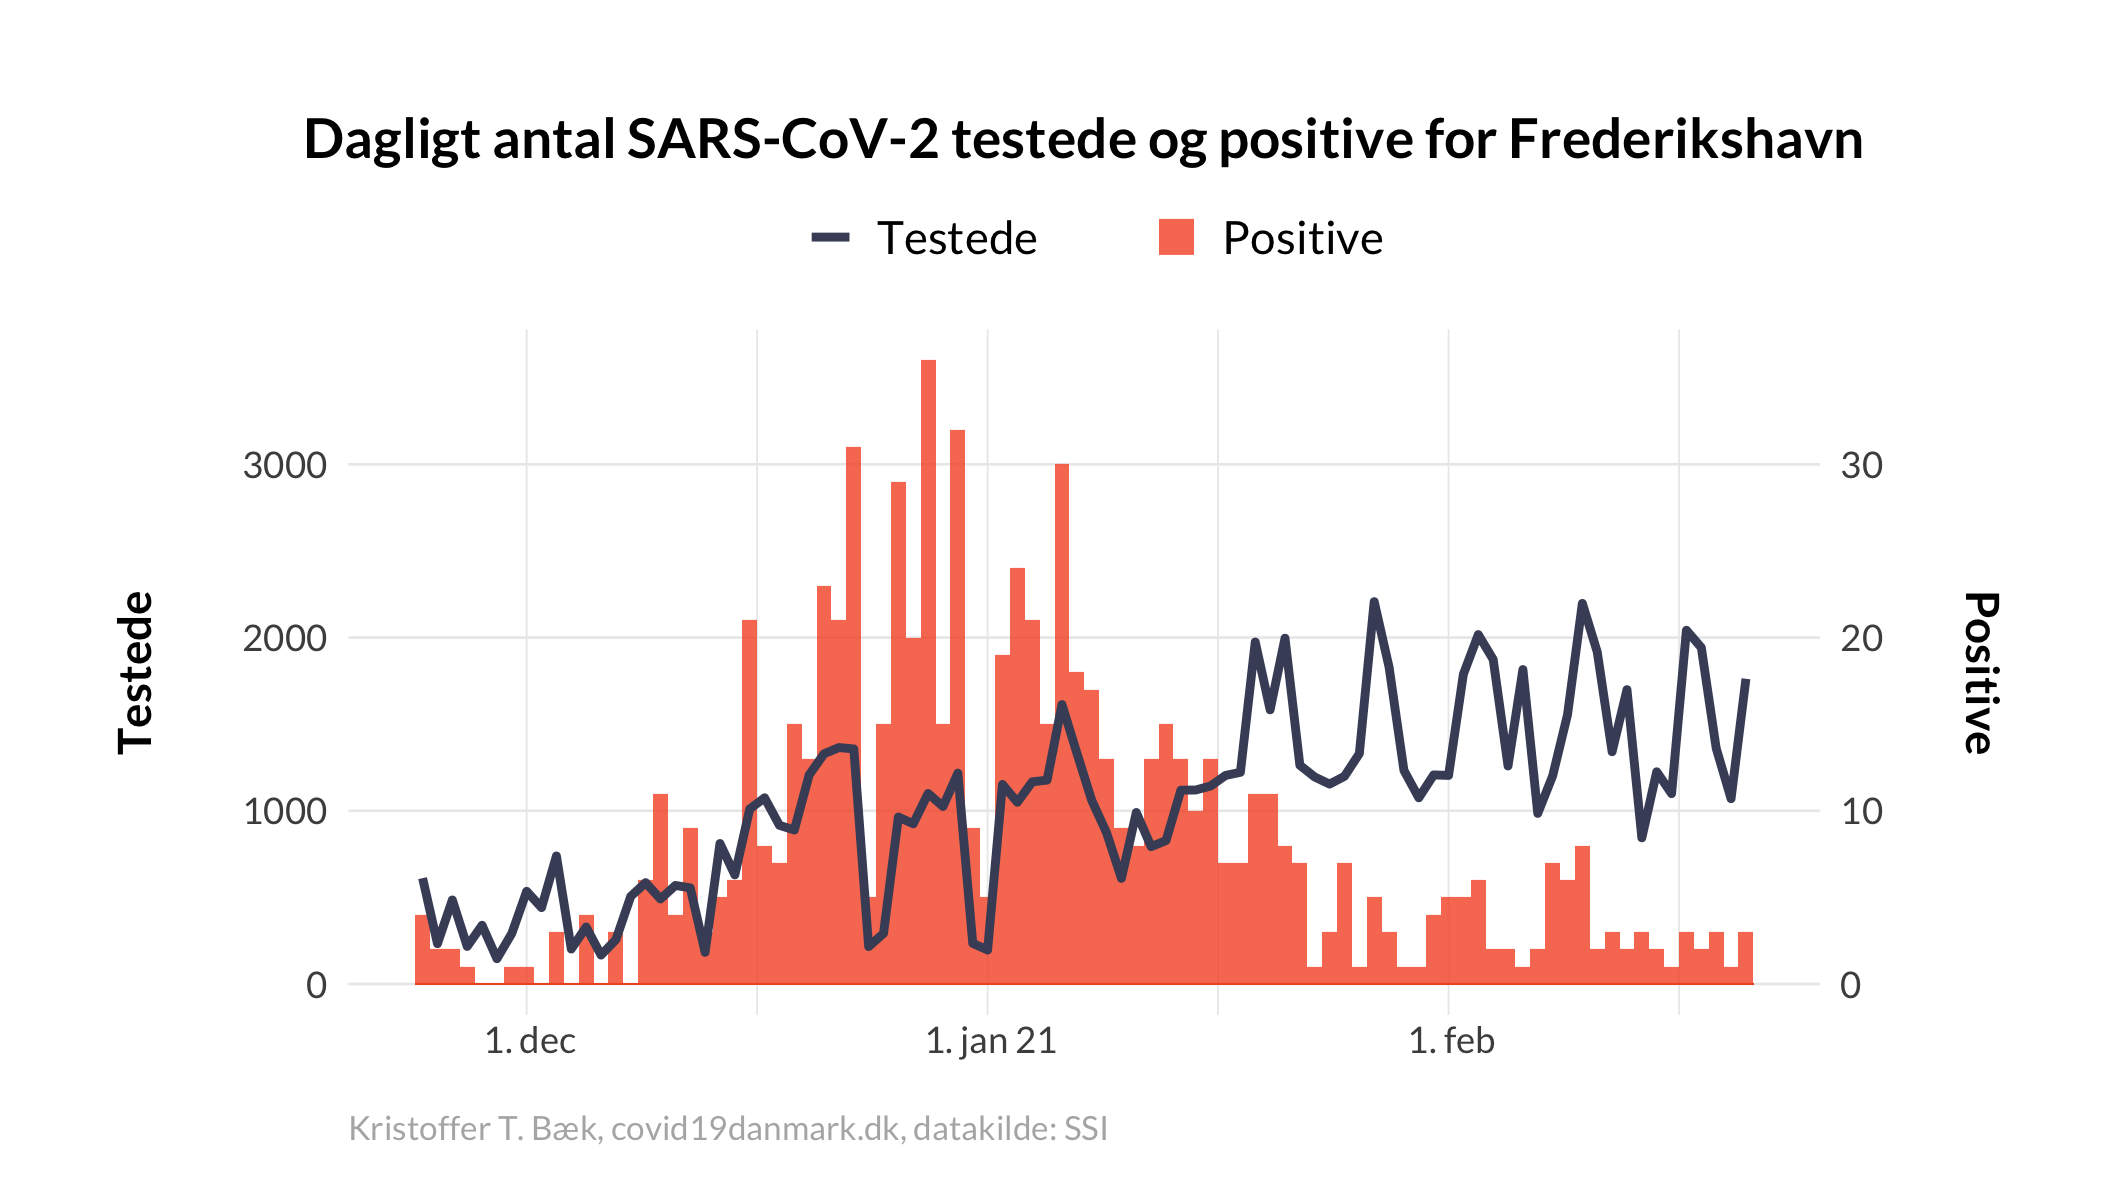 Dagligt antal SARS-CoV-2 testede og positive for Frederikshavn
Testede Positive
Testede
3000
2000
1000
0
30
20
10
0
Positive
1. dec 1. jan 21 1. feb
Kristoffer T. Bæk, covid19danmark.dk, datakilde: SSI